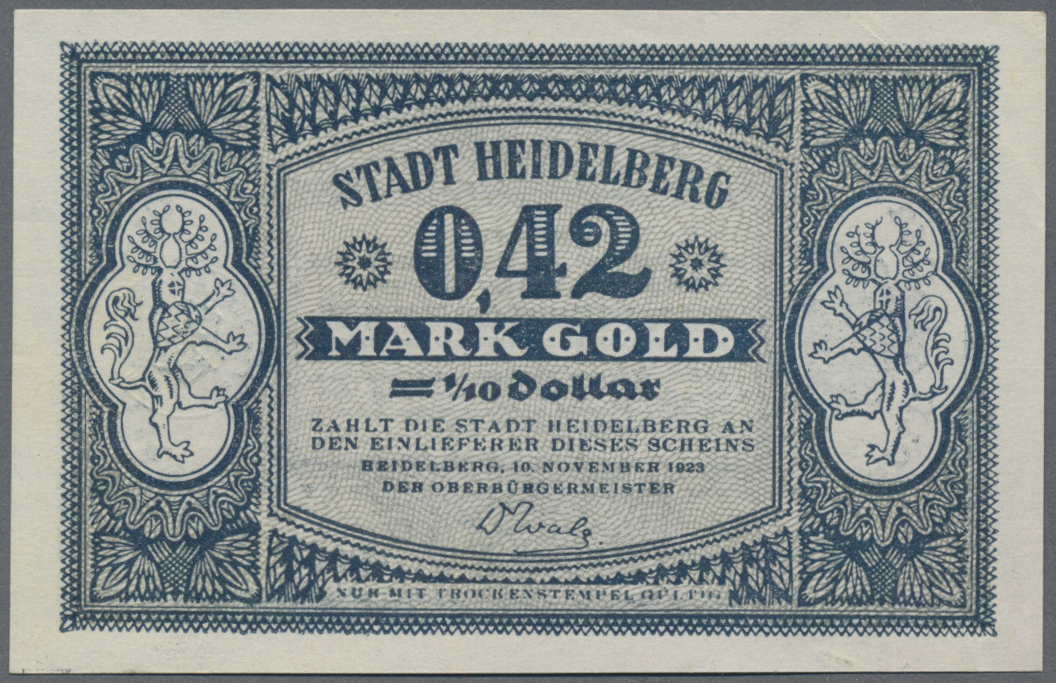 STADT HEIDELBERG
0,42
MARK GOLD
= 1/10 dollar
ZAHLT DIE STADT HEIDELBERG AN
DEN EINLIEFERER DIESES SCHEINS
HEIDELBERG, 10. NOVEMBER 1923
DER OBERBÜRGERMEISTER
NUR MIT TROCKENSTEMPEL GÜLTIG